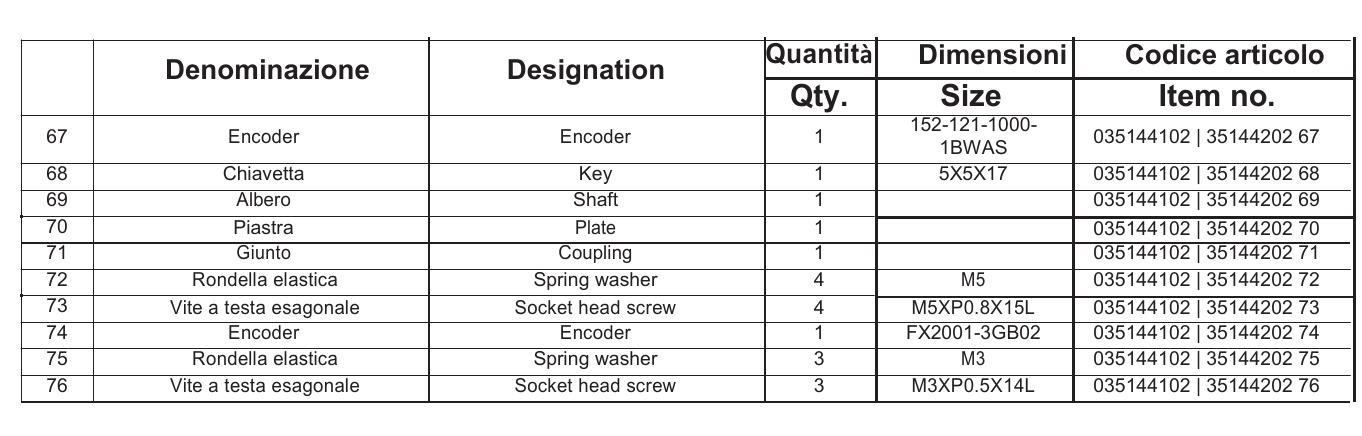 Denominazione Designation Quantità Dimensioni Codice articolo
Qty. Size Item no.
67 Encoder Encoder 1 152-121-1000-
1BWAS 035144102 | 35144202 67
68 Chiavetta Key 1 5X5X17 035144102 | 35144202 68
69 Albero Shaft 1 035144102 | 35144202 69
70 Piastra Plate 1 035144102 | 35144202 70
71 Giunto Coupling 1 035144102 | 35144202 71
72 Rondella elastica Spring washer 4 M5 035144102 | 35144202 72
73 Vite a testa esagonale Socket head screw 4 M5XP0.8X15L 035144102 | 35144202 73
74 Encoder Encoder 1 FX2001-3GB02 035144102 | 35144202 74
75 Rondella elastica Spring washer 3 M3 035144102 | 35144202 75
76 Vite a testa esagonale Socket head screw 3 M3XP0.5X14L 035144102 | 35144202 76